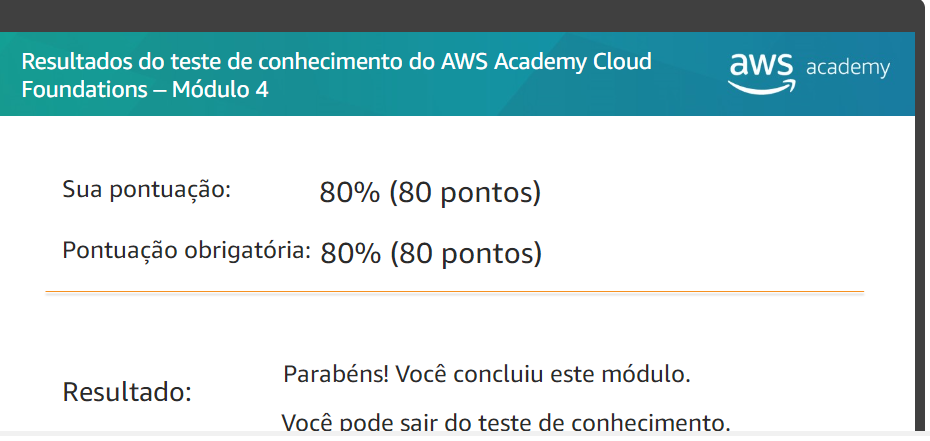 Resultados do teste de conhecimento do AWS Academy Cloud
Foundations – Módulo 4
aws academy
Sua pontuação: 80% (80 pontos)
Pontuação obrigatória: 80% (80 pontos)
Resultado:
Parabéns! Você concluiu este módulo.
Você pode sair do teste de conhecimento.